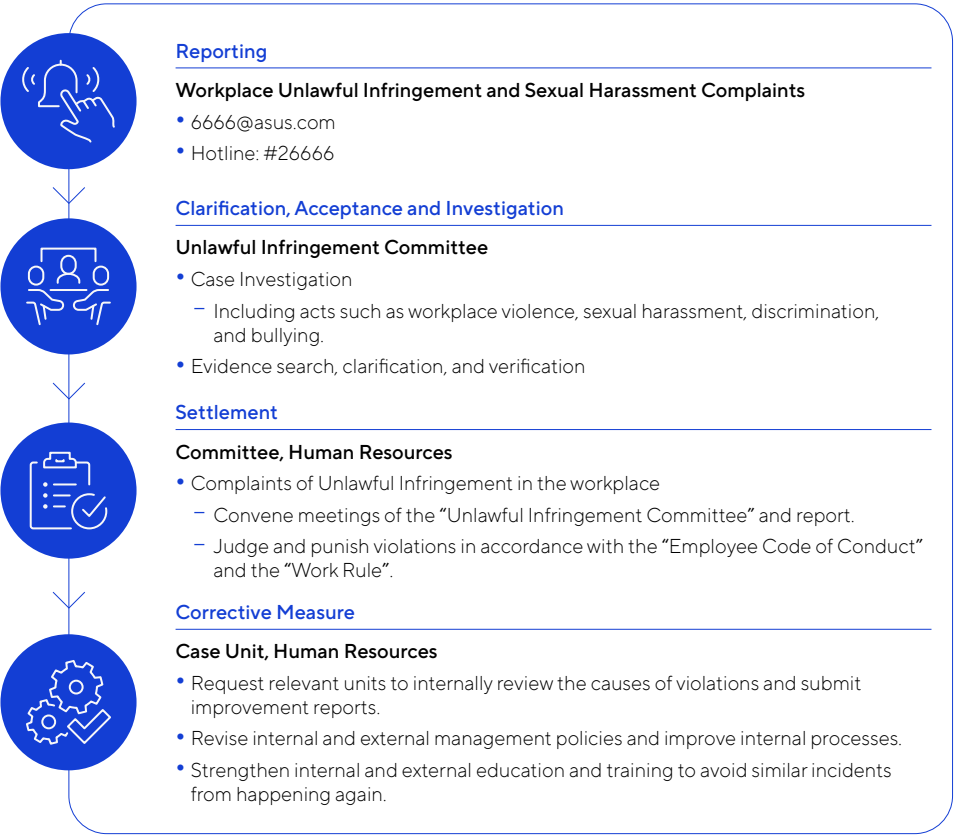 Reporting
Workplace Unlawful Infringement and Sexual Harassment Complaints
• 6666@asus.com
• Hotline: #26666
Clarification, Acceptance and Investigation
Unlawful Infringement Committee
• Case Investigation
– Including acts such as workplace violence, sexual harassment, discrimination,
and bullying.
• Evidence search, clarification, and verification
Settlement
Committee, Human Resources
• Complaints of Unlawful Infringement in the workplace
– Convene meetings of the "Unlawful Infringement Committee" and report.
– Judge and punish violations in accordance with the "Employee Code of Conduct"
and the "Work Rule".
Corrective Measure
Case Unit, Human Resources
• Request relevant units to internally review the causes of violations and submit
improvement reports.
• Revise internal and external management policies and improve internal processes.
• Strengthen internal and external education and training to avoid similar incidents
from happening again.